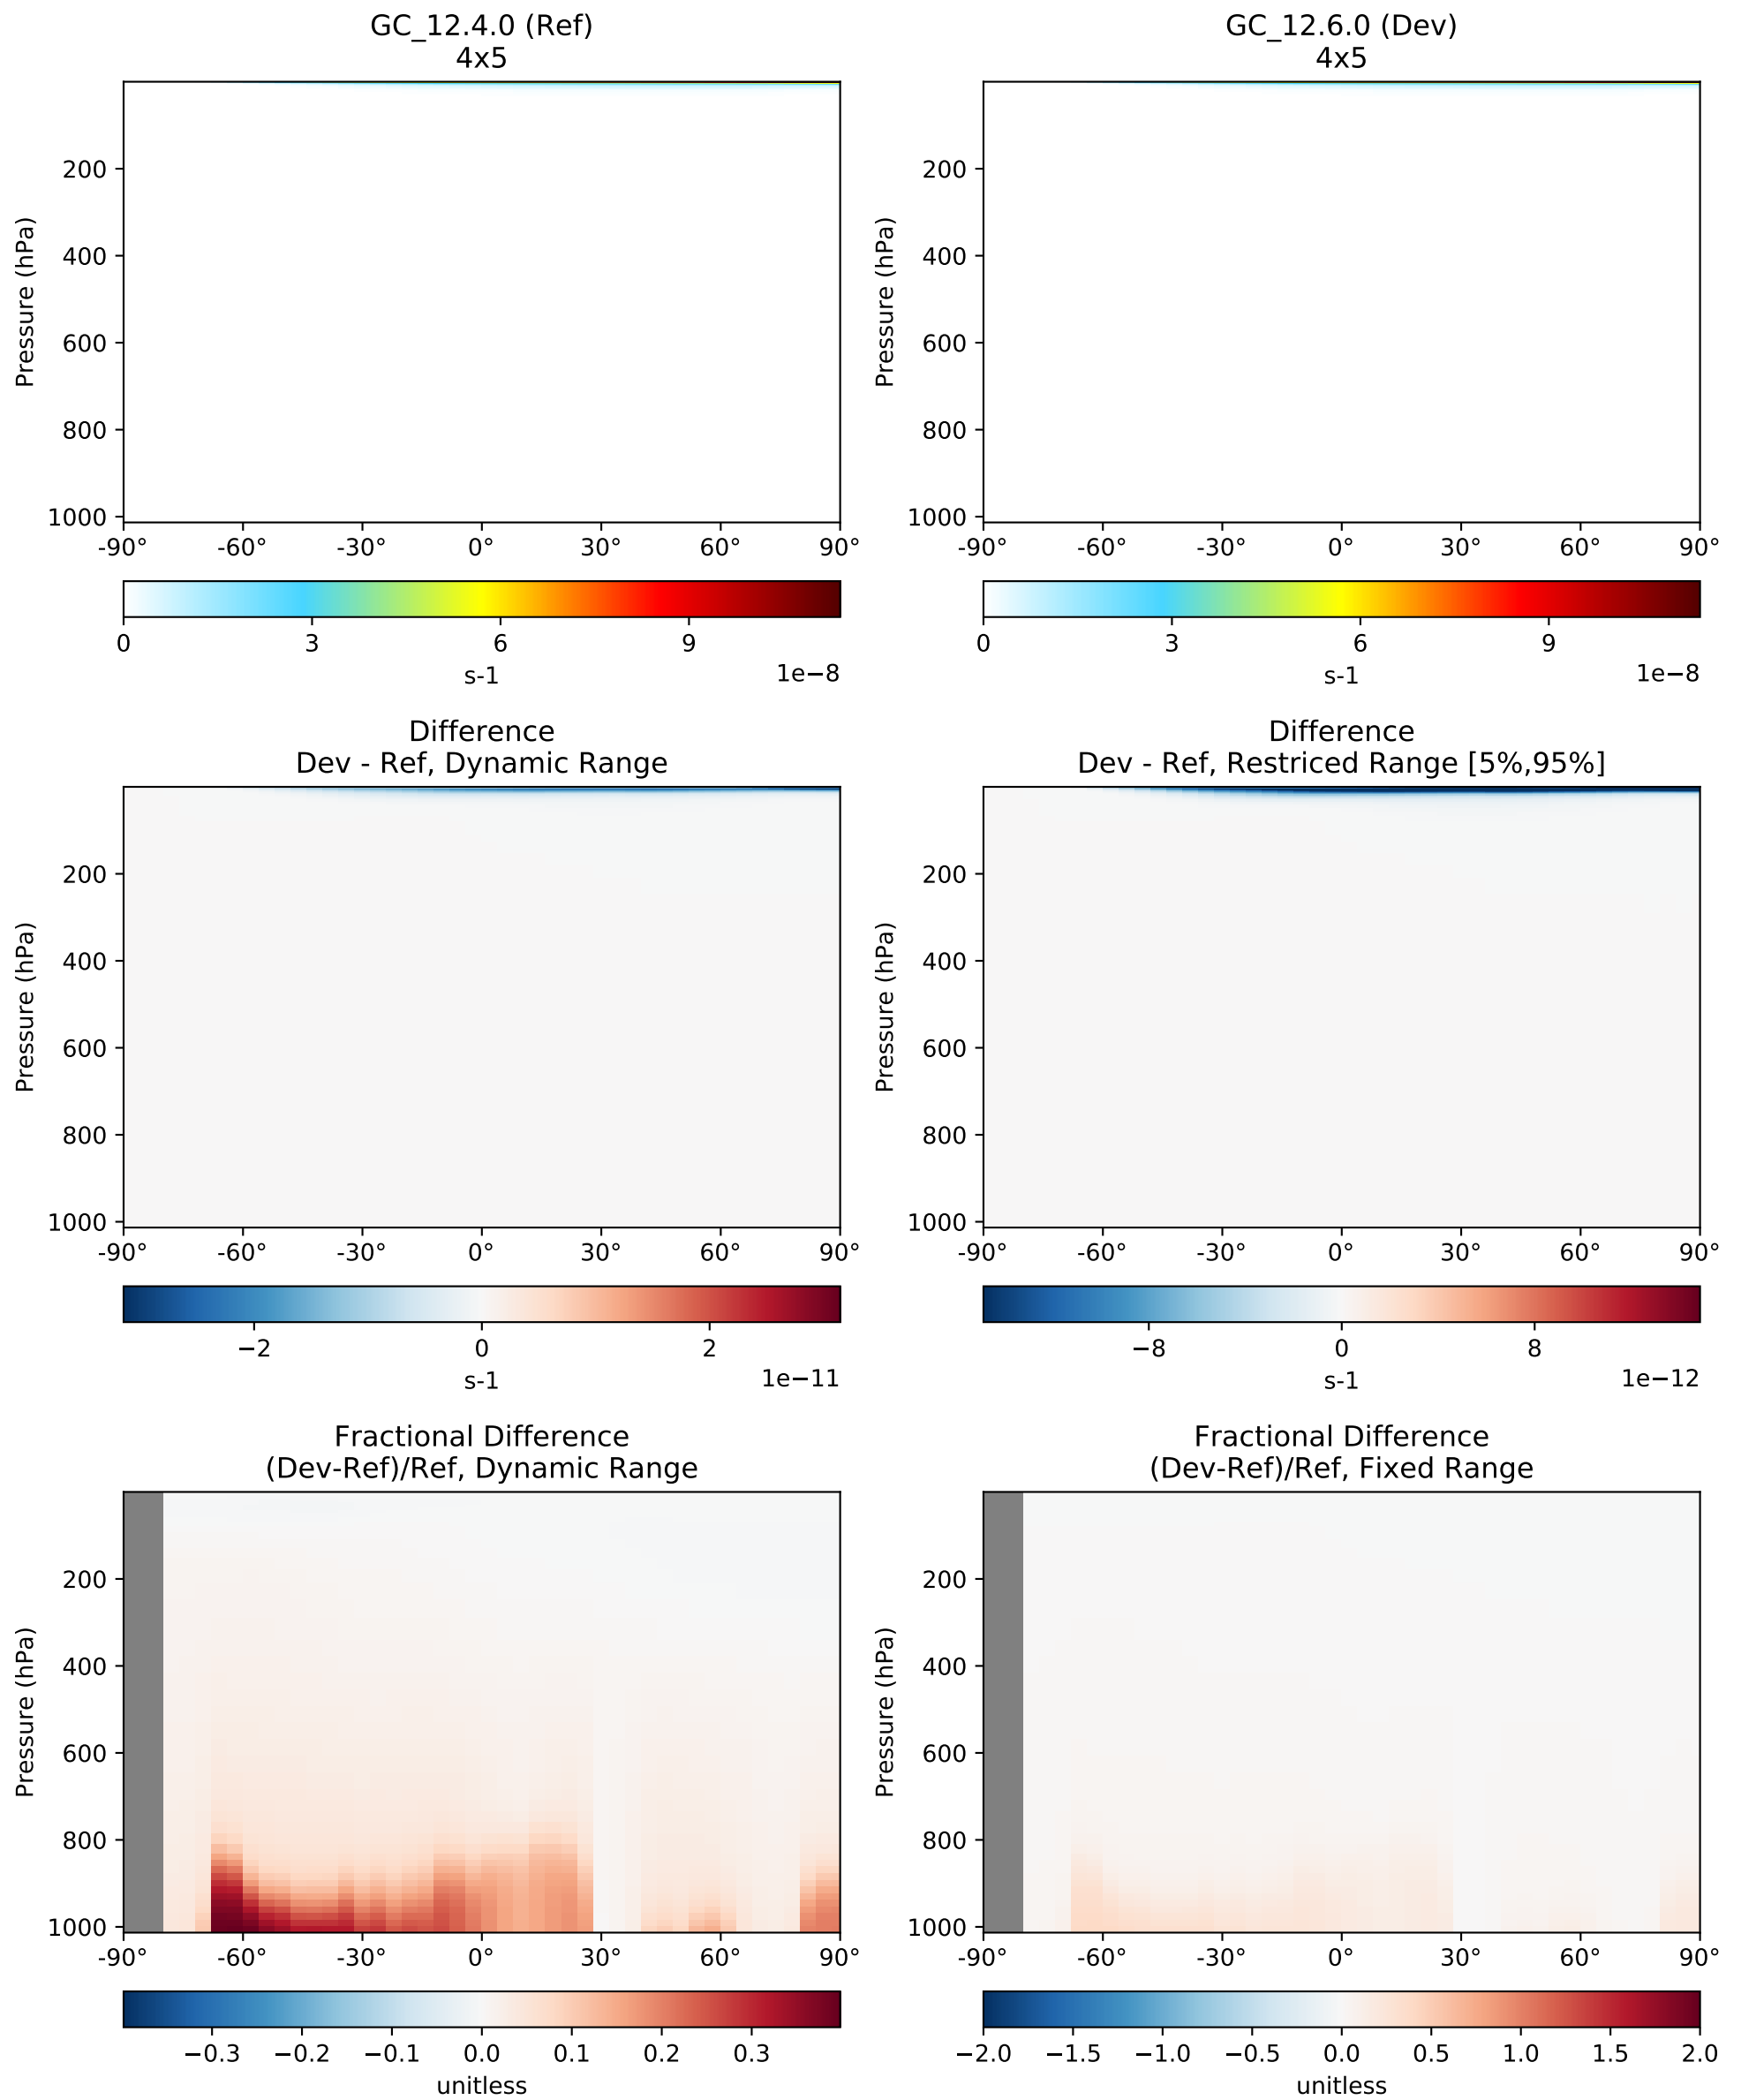 GC_12.4.0 (Ref)
4x5
GC_12.6.0 (Dev)
4x5
Pressure (hPa)
200
400
600
800
1000
-90° -60° -30° 0° 30° 60° 90°
0 3 6 9
s-1
1e−8
Pressure (hPa)
200
400
600
800
1000
-90° -60° -30° 0° 30° 60° 90°
0 3 6 9
s-1
1e−8
Difference
Dev - Ref, Dynamic Range
Difference
Dev - Ref, Restriced Range [5%,95%]
Pressure (hPa)
200
400
600
800
1000
-90° -60° -30° 0° 30° 60° 90°
−2 0 2
s-1
1e−11
Pressure (hPa)
200
400
600
800
1000
-90° -60° -30° 0° 30° 60° 90°
−8 0 8
s-1
1e−12
Fractional Difference
(Dev-Ref)/Ref, Dynamic Range
Fractional Difference
(Dev-Ref)/Ref, Fixed Range
Pressure (hPa)
200
400
600
800
1000
-90° -60° -30° 0° 30° 60° 90°
−0.3 −0.2 −0.1 0.0 0.1 0.2 0.3
unitless
Pressure (hPa)
200
400
600
800
1000
-90° -60° -30° 0° 30° 60° 90°
−2.0 −1.5 −1.0 −0.5 0.0 0.5 1.0 1.5 2.0
unitless